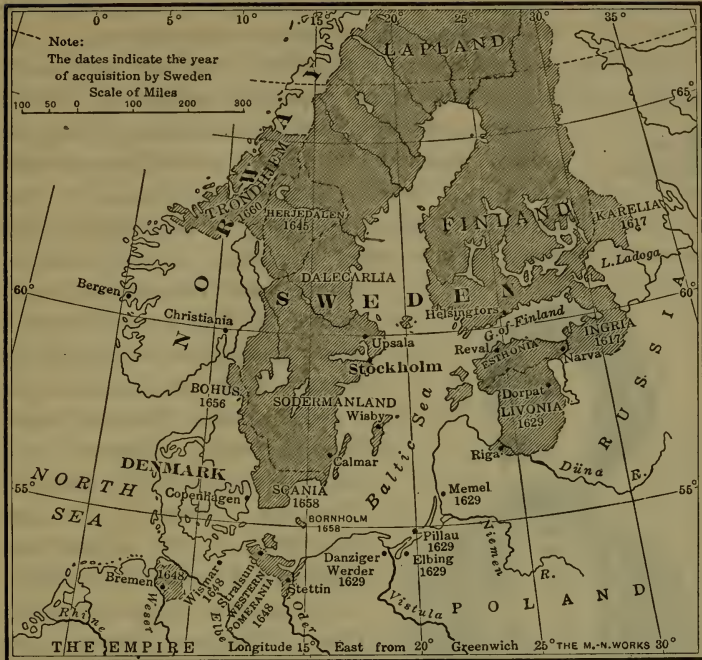 0° 5° 10° 15° 20° 25° 30° 35°
Note:
The dates indicate the year
of acquisition by Sweden
Scale of Miles
100 50 0 100 200 300
LAPLAND
65°
NORWAY
TRONDHJEM
1660
HERJEDALEN
1645
FINLAND
KARELIA
1617
L. Ladoga
DALECARLIA
60°
Bergen
SWEDEN
60°
Helsingfors
Christiania
G. of Finland
INGRIA
1617
Upsala
Reval
ESTHONIA
Narva
Stockholm
RUSSIA
BOHUS
1656
SODERMANLAND
Dorpat
LIVONIA
1629
Wisby
Baltic Sea
Calmar
Riga
Düna R.
DENMARK
NORTH
SEA
Copenhagen
SCANIA
1658
Memel
1629
55°
55°
BORNHOLM
1658
Pillau
1629
Niemen
R.
Danziger
Werder
1629
Elbing
1629
Bremen
1648
Wismar
1648
Stralsund
WESTERN
POMERANIA
1648
Stettin
Rhine
Weser
Elbe
Oder
Vistula
POLAND
THE EMPIRE
10° Longitude 15° East from 20° Greenwich 25° THE M.-N. WORKS 30°